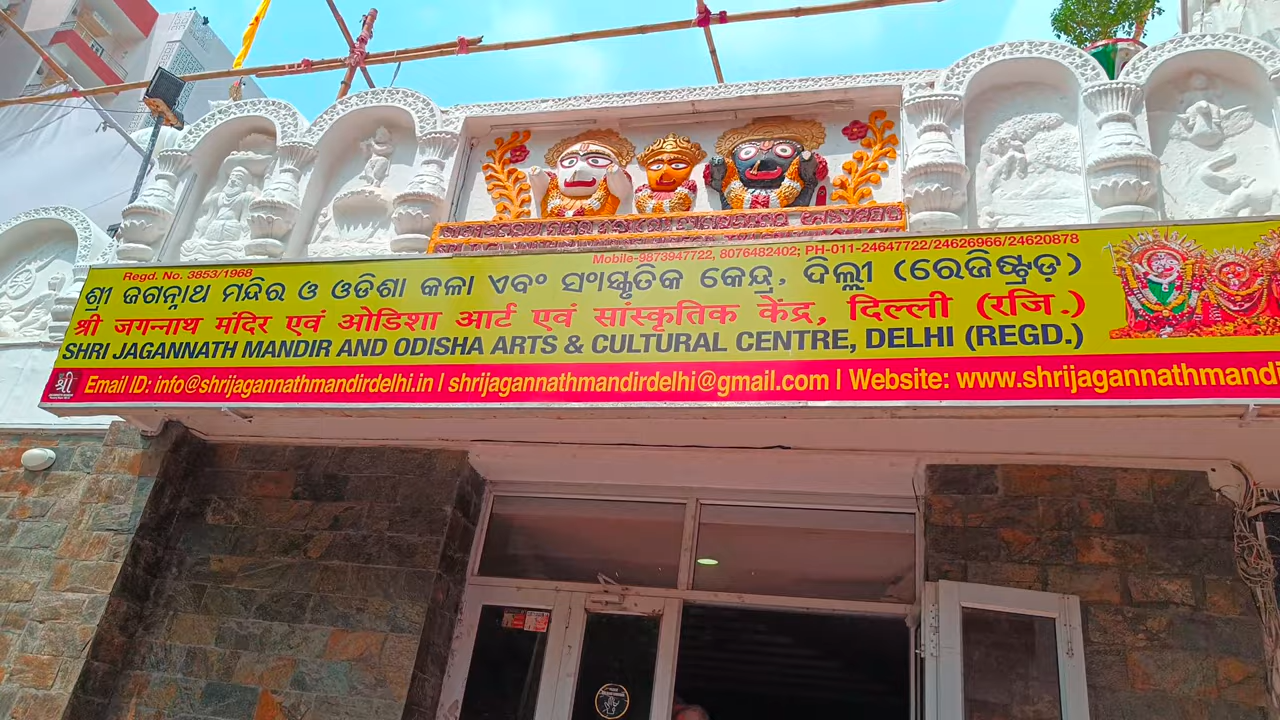 Regd. No. 3853/1968
Mobile-9873947722, 8076482402; PH-011-24647722/24626966/24620878
ଶ୍ରୀ ଜଗନ୍ନାଥ ମନ୍ଦିର ଓ ଓଡିଶା କଳା ଏବଂ ସାଂସ୍କୃତିକ କେନ୍ଦ୍ର, ଦିଲ୍ଲୀ (ରେଜିଷ୍ଟ୍ରଡ଼)
श्री जगन्नाथ मंदिर एवं ओडिशा आर्ट एवं सांस्कृतिक केंद्र, दिल्ली (रजि.)
SHRI JAGANNATH MANDIR AND ODISHA ARTS & CULTURAL CENTRE, DELHI (REGD.)
श्री
Email ID: info@shrijagannathmandirdelhi.in | shrijagannathmandirdelhi@gmail.com | Website: www.shrijagannathmandi